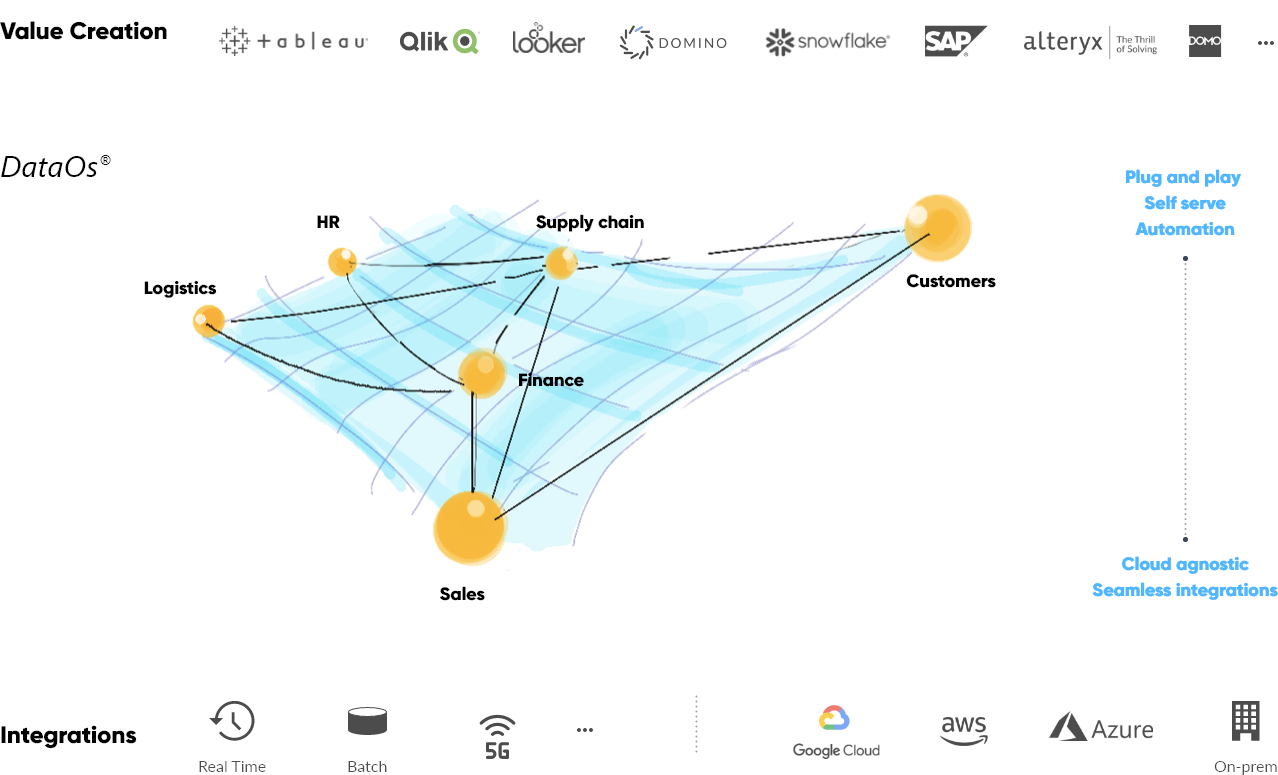 Value Creation
+ a b | e a u
Qlik Q
looker
DOMINO
snowflake®
SAP®
alteryx
The Thrill
of Solving
DOMO
...
DataOs®
Plug and play
Self serve
Automation
HR
Supply chain
Logistics
Customers
Finance
Cloud agnostic
Seamless integrations
Sales
Integrations
Real Time
Batch
5G
...
Google Cloud
aws
Azure
On-prem